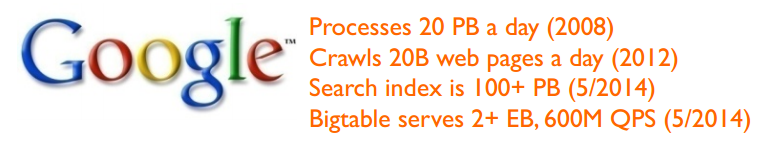 Google™
Processes 20 PB a day (2008)
Crawls 20B web pages a day (2012)
Search index is 100+ PB (5/2014)
Bigtable serves 2+ EB, 600M QPS (5/2014)